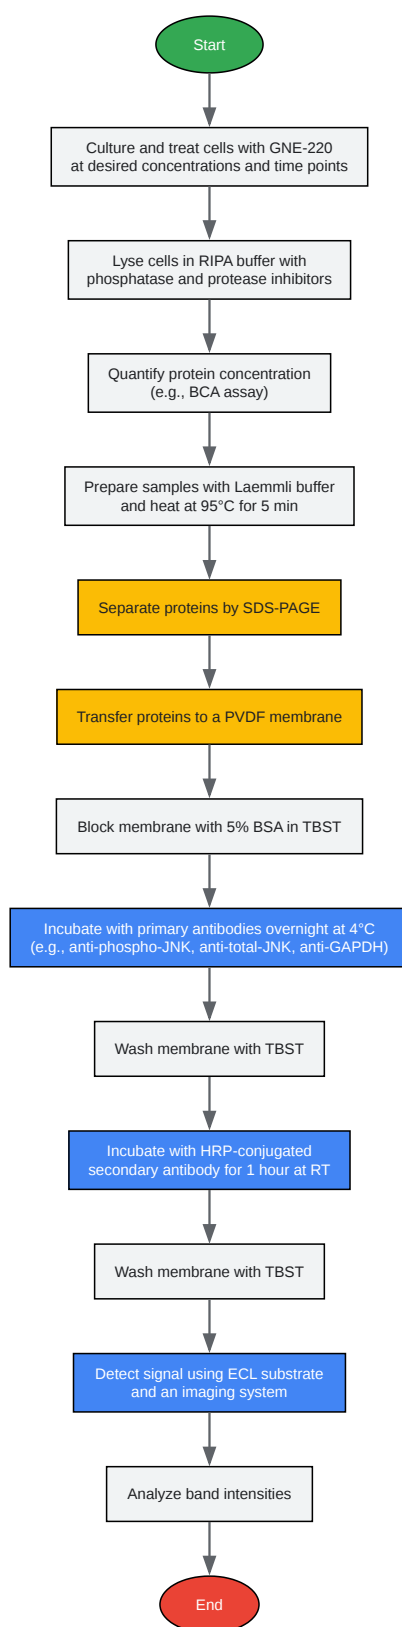 Start
Culture and treat cells with GNE-220
at desired concentrations and time points
Lyse cells in RIPA buffer with
phosphatase and protease inhibitors
Quantify protein concentration
(e.g., BCA assay)
Prepare samples with Laemmli buffer
and heat at 95°C for 5 min
Separate proteins by SDS-PAGE
Transfer proteins to a PVDF membrane
Block membrane with 5% BSA in TBST
Incubate with primary antibodies overnight at 4°C
(e.g., anti-phospho-JNK, anti-total-JNK, anti-GAPDH)
Wash membrane with TBST
Incubate with HRP-conjugated
secondary antibody for 1 hour at RT
Wash membrane with TBST
Detect signal using ECL substrate
and an imaging system
Analyze band intensities
End